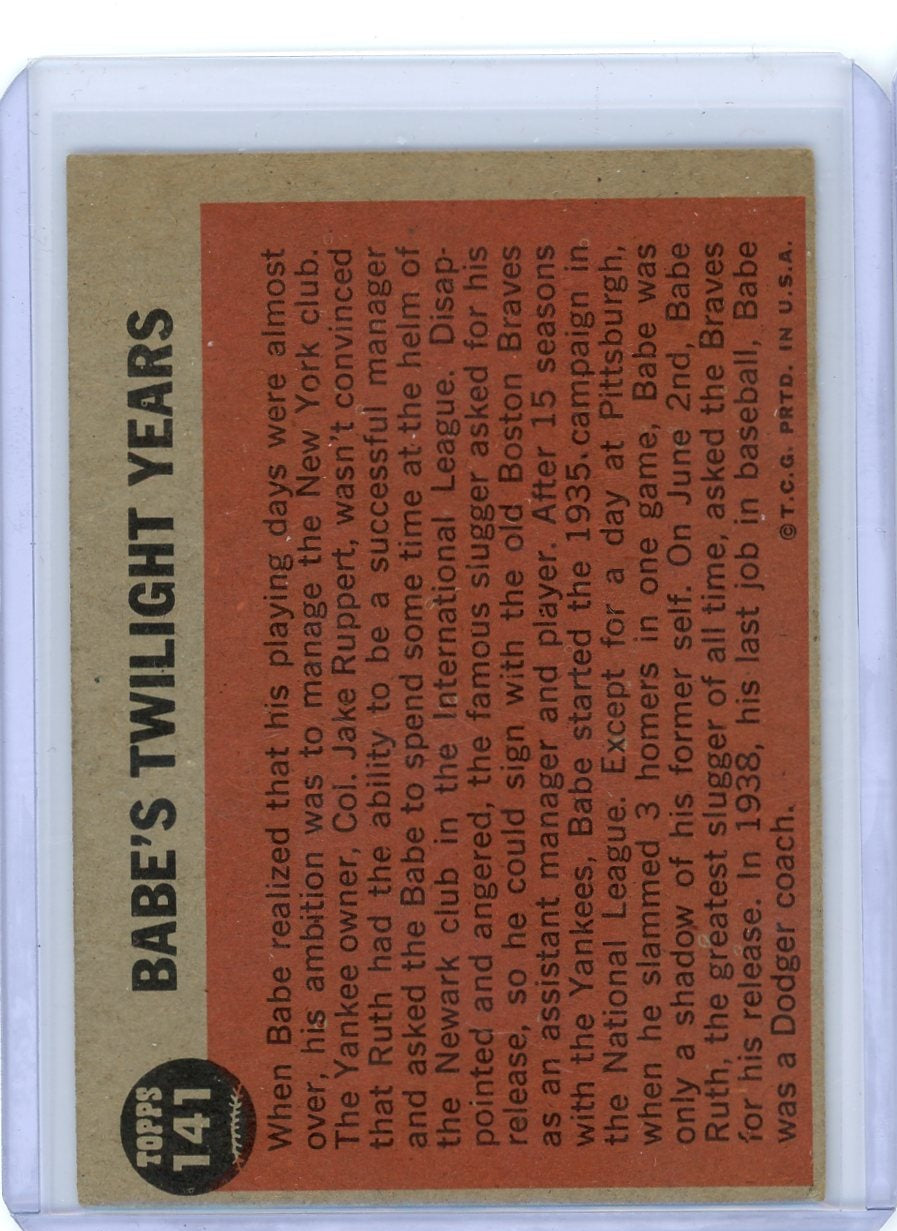 TOPPS
141
BABE'S TWILIGHT YEARS
When Babe realized that his playing days were almost
over, his ambition was to manage the New York club.
The Yankee owner, Col. Jake Ruppert, wasn't convinced
that Ruth had the ability to be a successful manager
and asked the Babe to spend some time at the helm of
the Newark club in the International League. Disap-
pointed and angered, the famous slugger asked for his
release, so he could sign with the old Boston Braves
as an assistant manager and player. After 15 seasons
with the Yankees, Babe started the 1935 campaign in
the National League. Except for a day at Pittsburgh,
when he slammed 3 homers in one game, Babe was
only a shadow of his former self. On June 2nd, Babe
Ruth, the greatest slugger of all time, asked the Braves
for his release. In 1938, his last job in baseball, Babe
was a Dodger coach.
© T.C.G. PRTD. IN U.S.A.